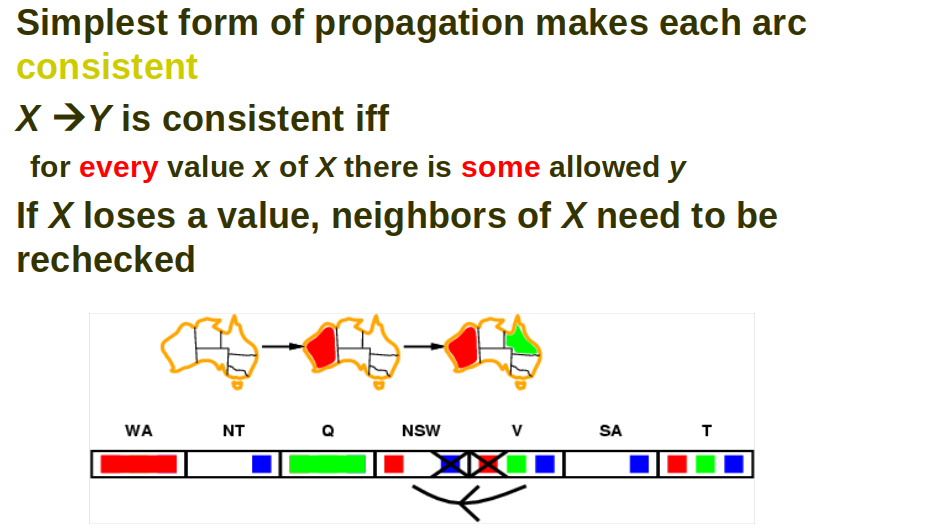 Simplest form of propagation makes each arc
consistent
X →Y is consistent iff
for every value x of X there is some allowed y
If X loses a value, neighbors of X need to be
rechecked
WA NT Q NSW V SA T